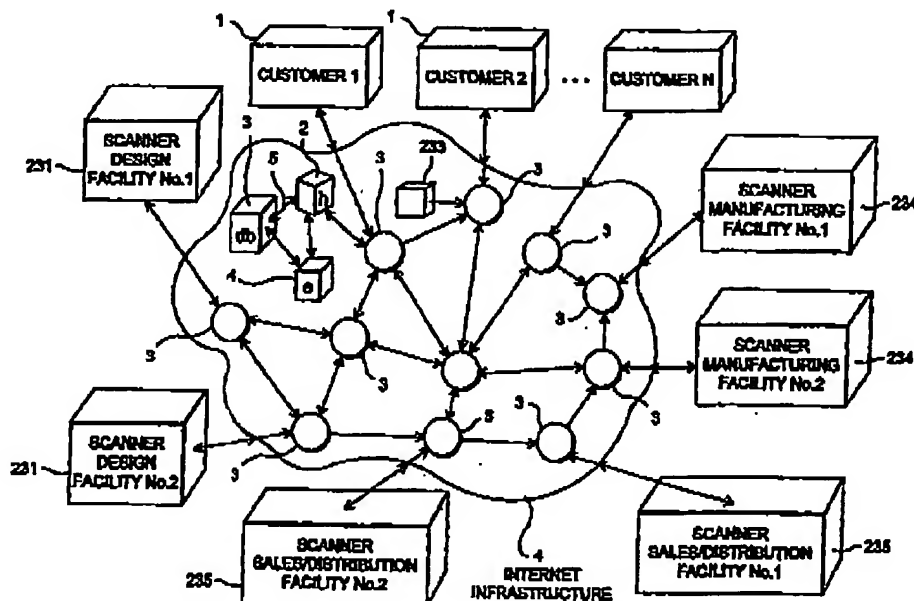 1
1
CUSTOMER 1
CUSTOMER 2
...
CUSTOMER N
231
SCANNER
DESIGN
FACILITY No.1
3
2
5
db
h
4
e
3
233
3
3
3
SCANNER
MANUFACTURING
FACILITY No.1
234
3
3
SCANNER
MANUFACTURING
FACILITY No.2
234
3
3
3
3
231
SCANNER
DESIGN
FACILITY No.2
235
SCANNER
SALES/DISTRIBUTION
FACILITY No.2
4
INTERNET
INFRASTRUCTURE
SCANNER
SALES/DISTRIBUTION
FACILITY No.1
235